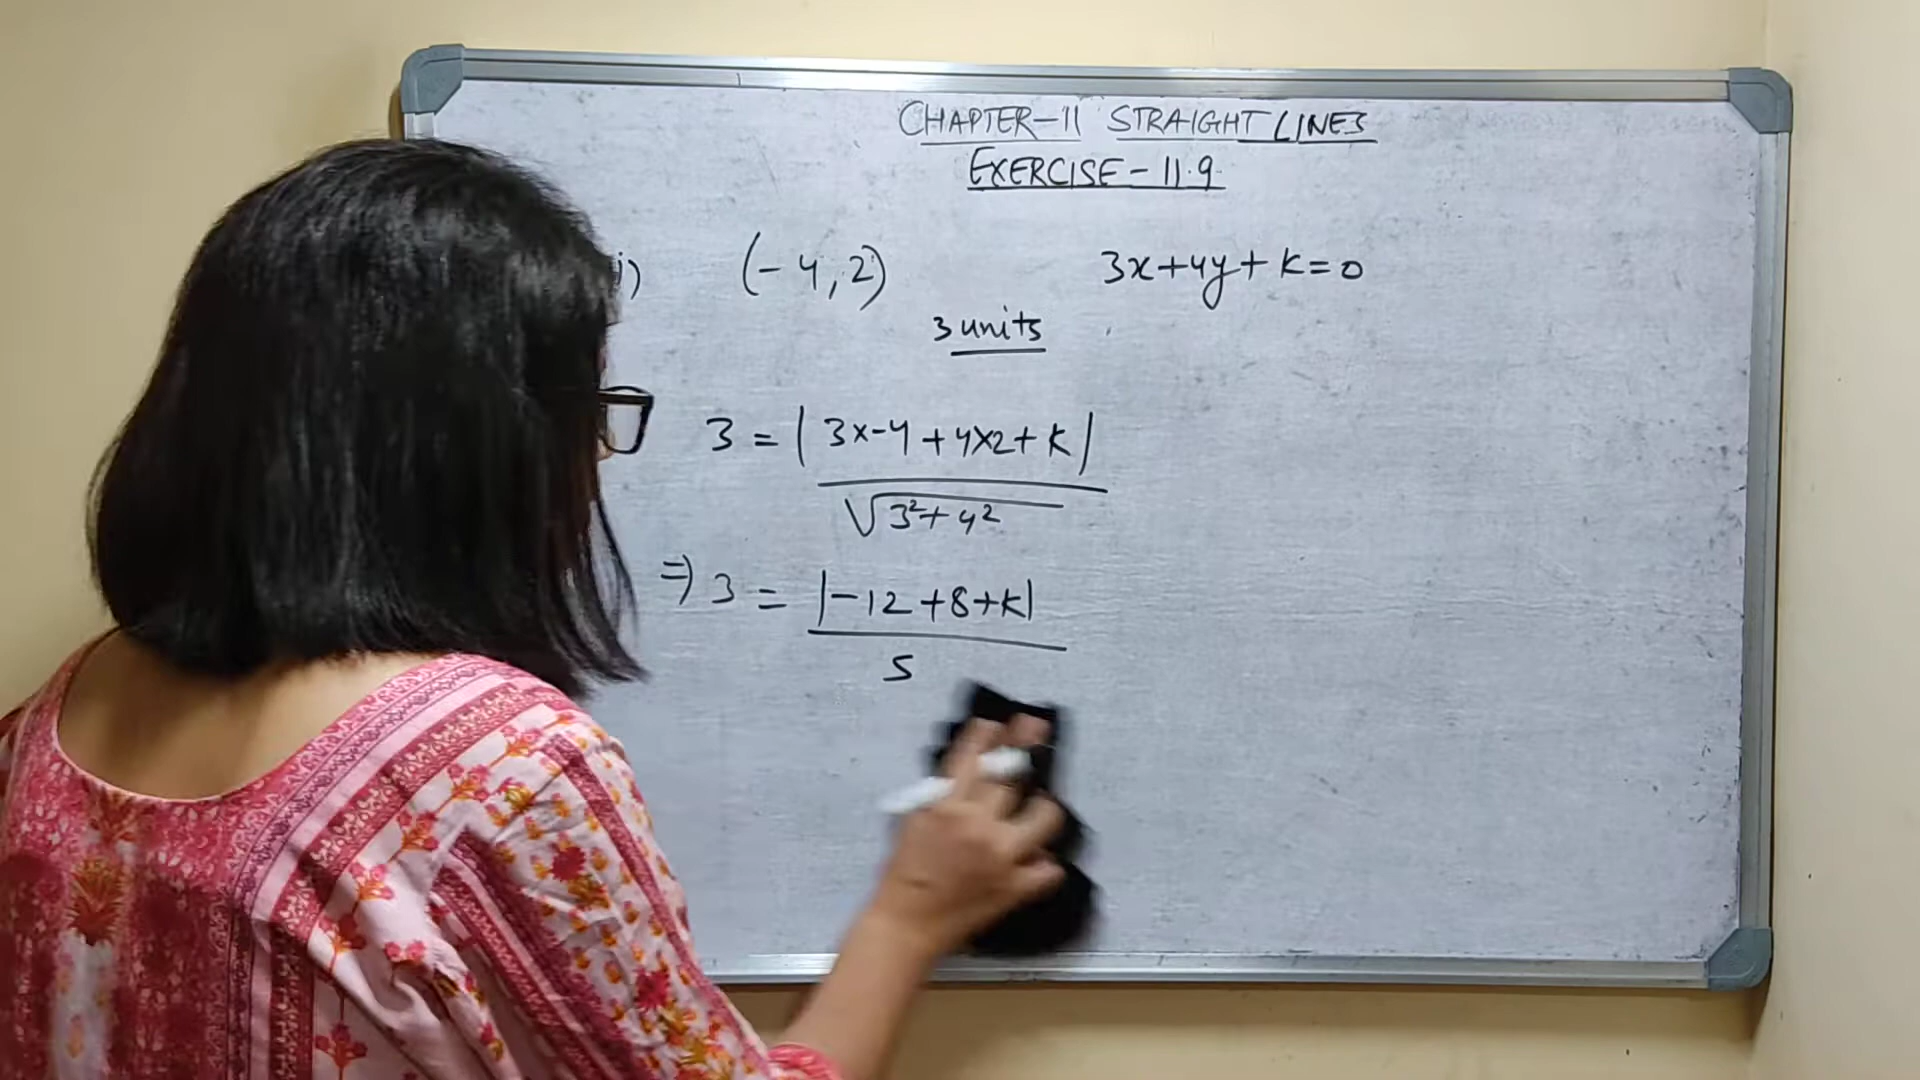 CHAPTER-11 STRAIGHT LINES
EXERCISE-11.9
i) (-4,2) 3x+4y+k=0
3 units
3 = |3x-4+4x2+k|
√3²+4²
⇒ 3 = |-12+8+k|
5